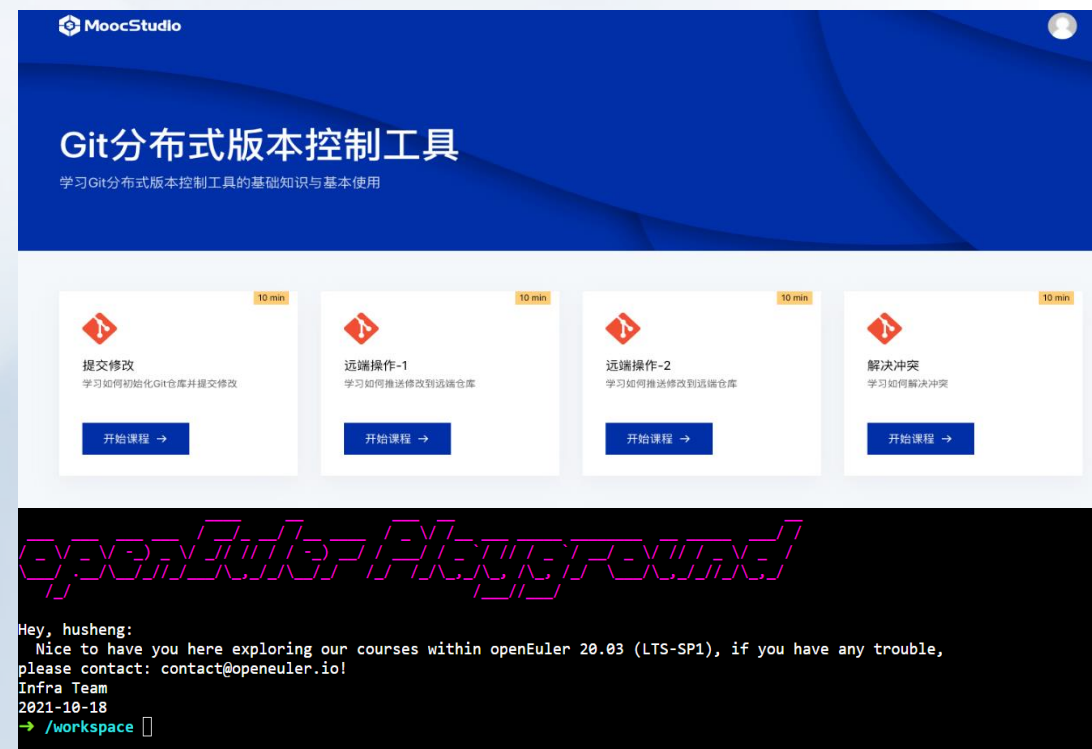 MoocStudio
Git分布式版本控制工具
学习Git分布式版本控制工具的基础知识与基本使用
10 min
10 min
10 min
10 min
提交修改
远端操作-1
远端操作-2
解决冲突
学习如何初始化Git仓库并提交修改
学习如何推送修改到远端仓库
学习如何推送修改到远端仓库
学习如何解决冲突
开始课程 →
开始课程 →
开始课程 →
开始课程 →
openEuler Playground
Hey, husheng:
Nice to have you here exploring our courses within openEuler 20.03 (LTS-SP1), if you have any trouble,
please contact: contact@openeuler.io!
Infra Team
2021-10-18
→ /workspace